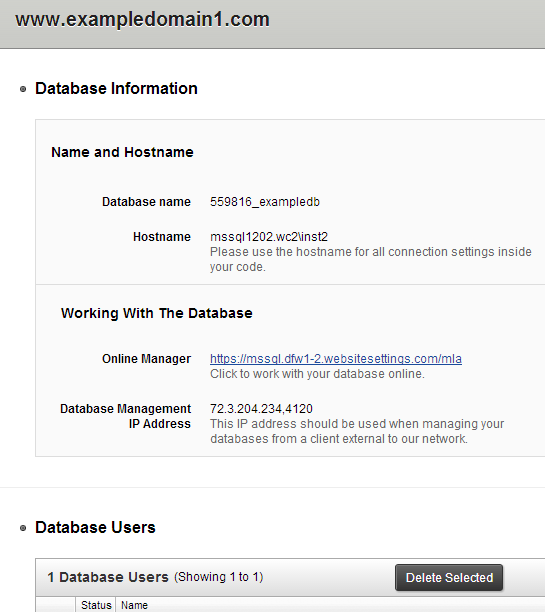 www.exampledomain1.com
Database Information
Name and Hostname
Database name 559816_exampledb
Hostname mssql1202.wc2\inst2
Please use the hostname for all connection settings inside
your code.
Working With The Database
Online Manager https://mssql.dfw1-2.websitesettings.com/mla
Click to work with your database online.
Database Management 72.3.204.234,4120
IP Address This IP address should be used when managing your
databases from a client external to our network.
Database Users
1 Database Users (Showing 1 to 1) Delete Selected
Status Name